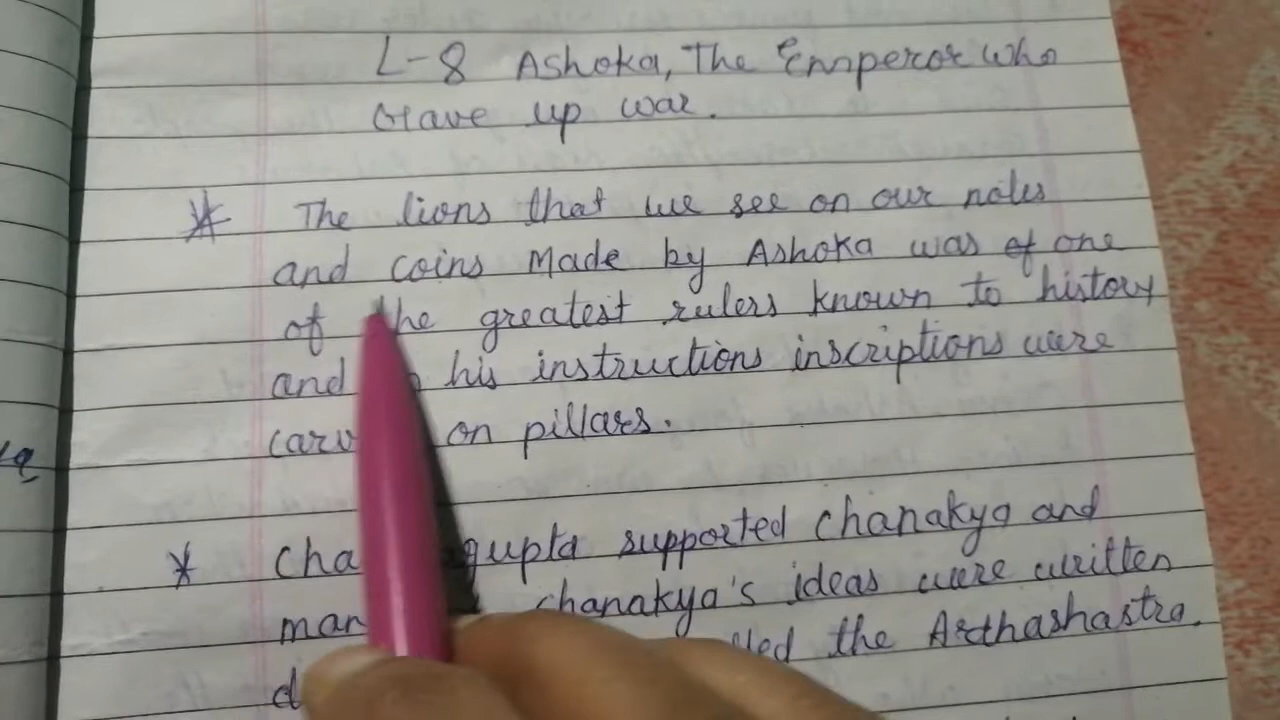 L-8 Ashoka, The Emperor Who
Gave up war.
* The lions that we see on our notes
and coins Made by Ashoka was of one
of the greatest rulers known to history
and his instructions inscriptions were
on pillars.
supported Chanakya and
chanakya's ideas were written
the Arthashastra.